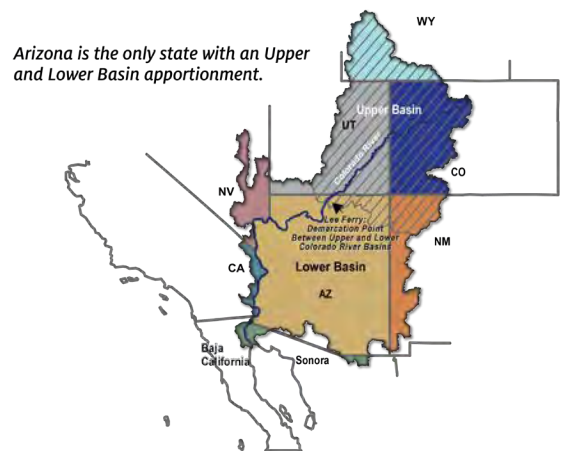 Arizona is the only state with an Upper
and Lower Basin apportionment.
WY
Upper Basin
UT
Colorado River
CO
NV
Lee Ferry:
Demarcation Point
Between Upper and Lower
Colorado River Basins
NM
CA
Lower Basin
AZ
Baja
California
Sonora